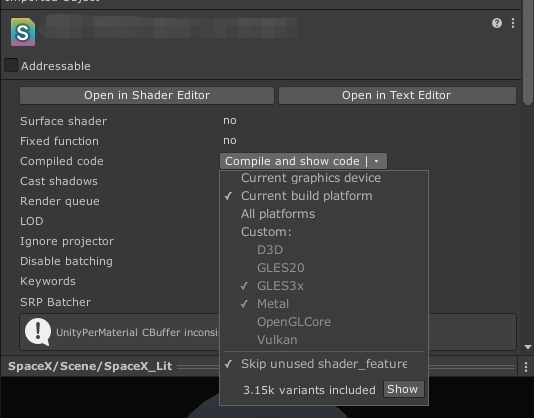 Imported Object
S
Addressable
Open in Shader Editor
Open in Text Editor
Surface shader no
Fixed function no
Compiled code Compile and show code |
Cast shadows
Render queue
LOD
Ignore projector
Disable batching
Keywords
SRP Batcher
Current graphics device
Current build platform
All platforms
Custom:
D3D
GLES20
GLES3x
Metal
OpenGLCore
Vulkan
Skip unused shader_feature
3.15k variants included Show
UnityPerMaterial CBuffer inconsis
SpaceX/Scene/SpaceX_Lit